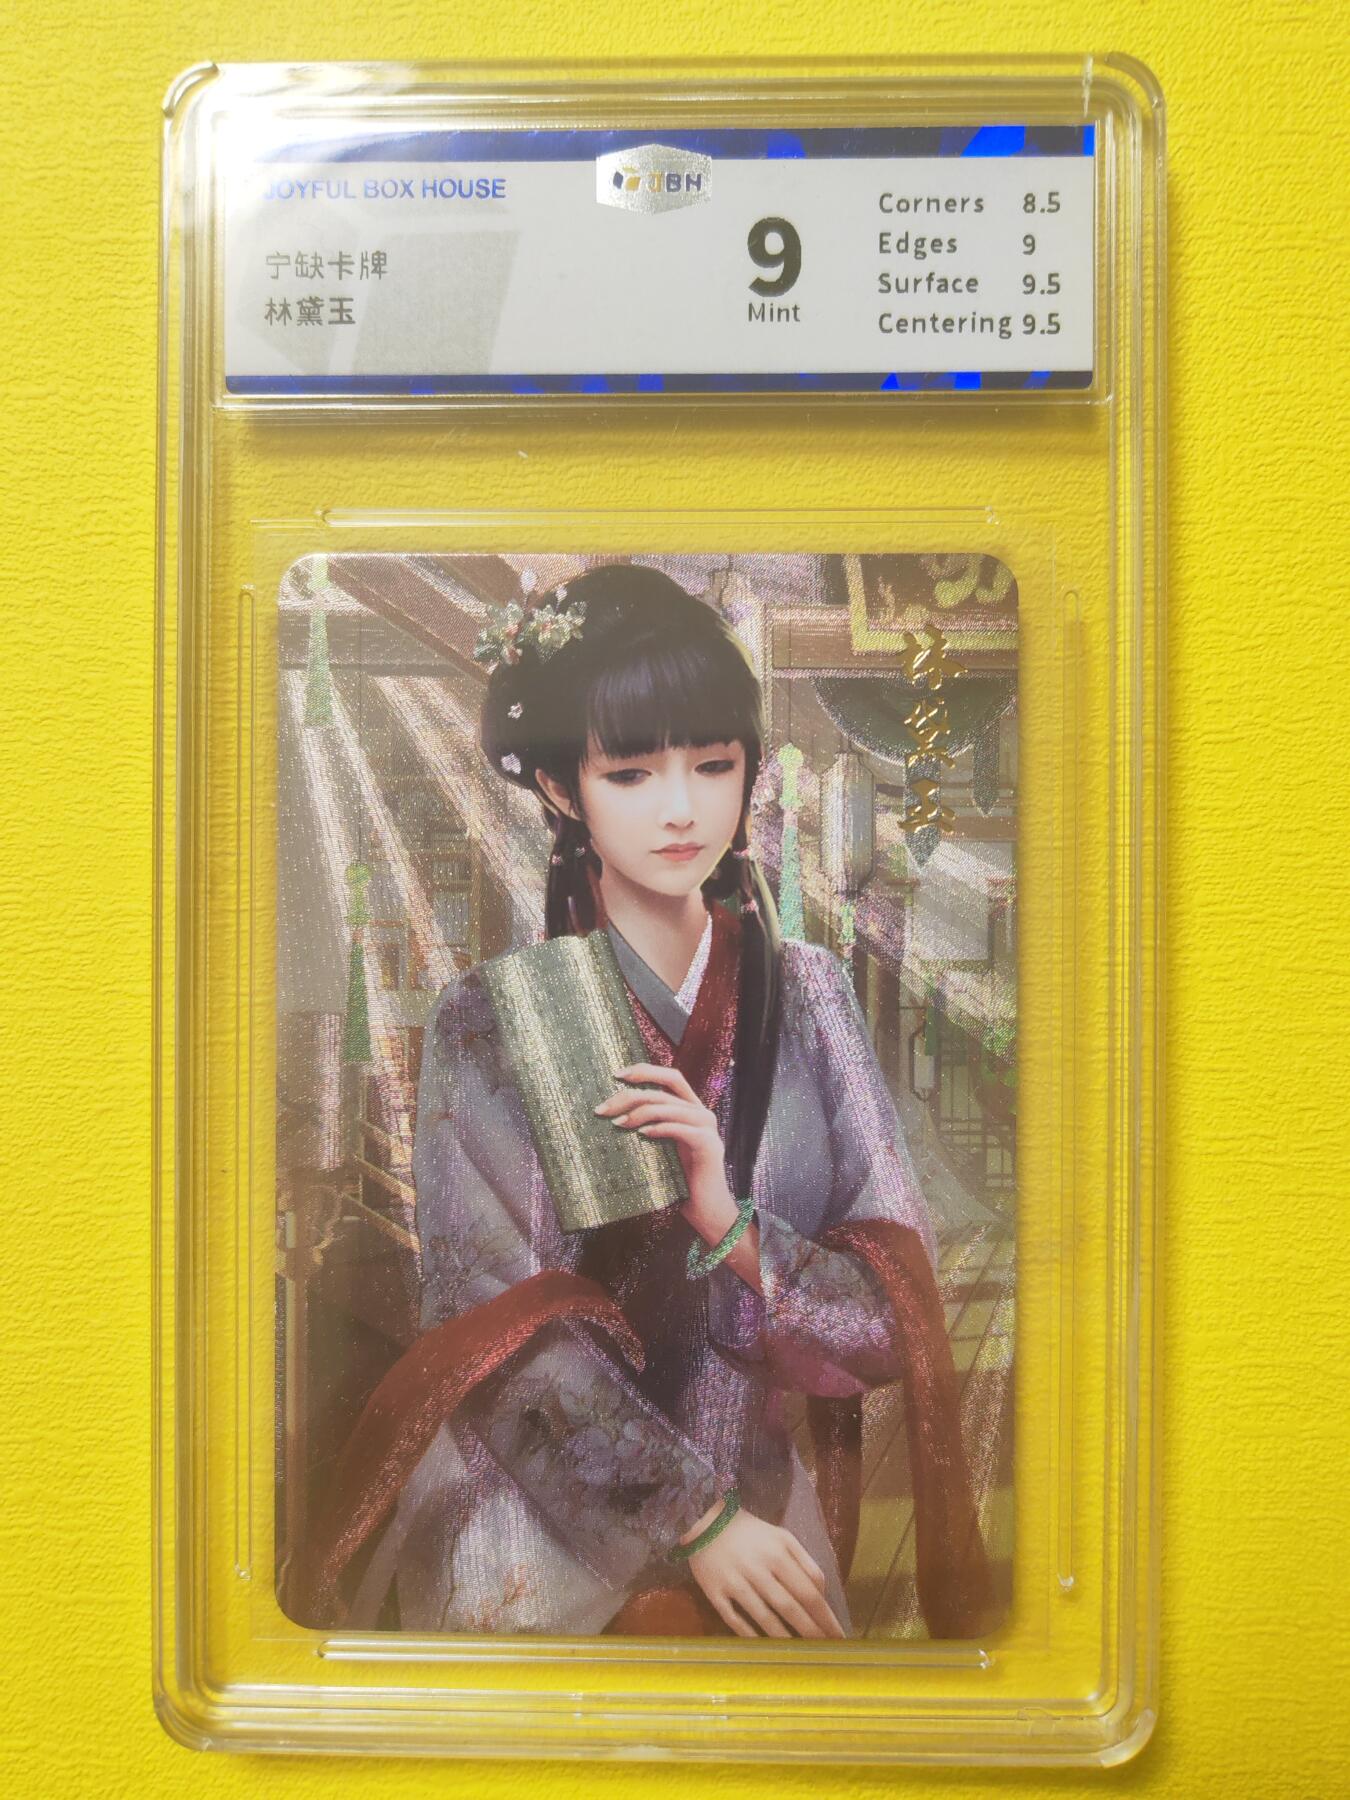 JOYFUL BOX HOUSE
JBH
宁缺卡牌
林黛玉
9
Mint
Corners 8.5
Edges 9
Surface 9.5
Centering 9.5
林黛玉